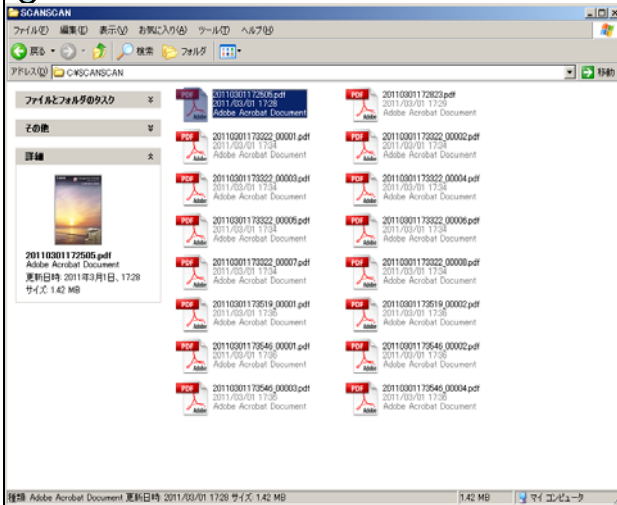 SCANSCAN
ファイル(F) 編集(E) 表示(V) お気に入り(A) ツール(T) ヘルプ(H)
戻る 検索 フォルダ
アドレス(D) C:¥SCANSCAN 移動
ファイルとフォルダのタスク
その他
詳細
20110301172505.pdf
Adobe Acrobat Document
更新日時: 2011年3月1日、17:28
サイズ: 1.42 MB
20110301172505.pdf
2011/03/01 17:28
Adobe Acrobat Document
20110301172823.pdf
2011/03/01 17:29
Adobe Acrobat Document
20110301173322_00001.pdf
2011/03/01 17:34
Adobe Acrobat Document
20110301173322_00002.pdf
2011/03/01 17:34
Adobe Acrobat Document
20110301173322_00003.pdf
2011/03/01 17:34
Adobe Acrobat Document
20110301173322_00004.pdf
2011/03/01 17:34
Adobe Acrobat Document
20110301173322_00005.pdf
2011/03/01 17:34
Adobe Acrobat Document
20110301173322_00006.pdf
2011/03/01 17:34
Adobe Acrobat Document
20110301173322_00007.pdf
2011/03/01 17:34
Adobe Acrobat Document
20110301173322_00008.pdf
2011/03/01 17:34
Adobe Acrobat Document
20110301173519_00001.pdf
2011/03/01 17:36
Adobe Acrobat Document
20110301173519_00002.pdf
2011/03/01 17:36
Adobe Acrobat Document
20110301173546_00001.pdf
2011/03/01 17:36
Adobe Acrobat Document
20110301173546_00002.pdf
2011/03/01 17:36
Adobe Acrobat Document
20110301173546_00003.pdf
2011/03/01 17:36
Adobe Acrobat Document
20110301173546_00004.pdf
2011/03/01 17:36
Adobe Acrobat Document
種類: Adobe Acrobat Document 更新日時: 2011/03/01 17:28 サイズ: 1.42 MB 1.42 MB マイ コンピュータ